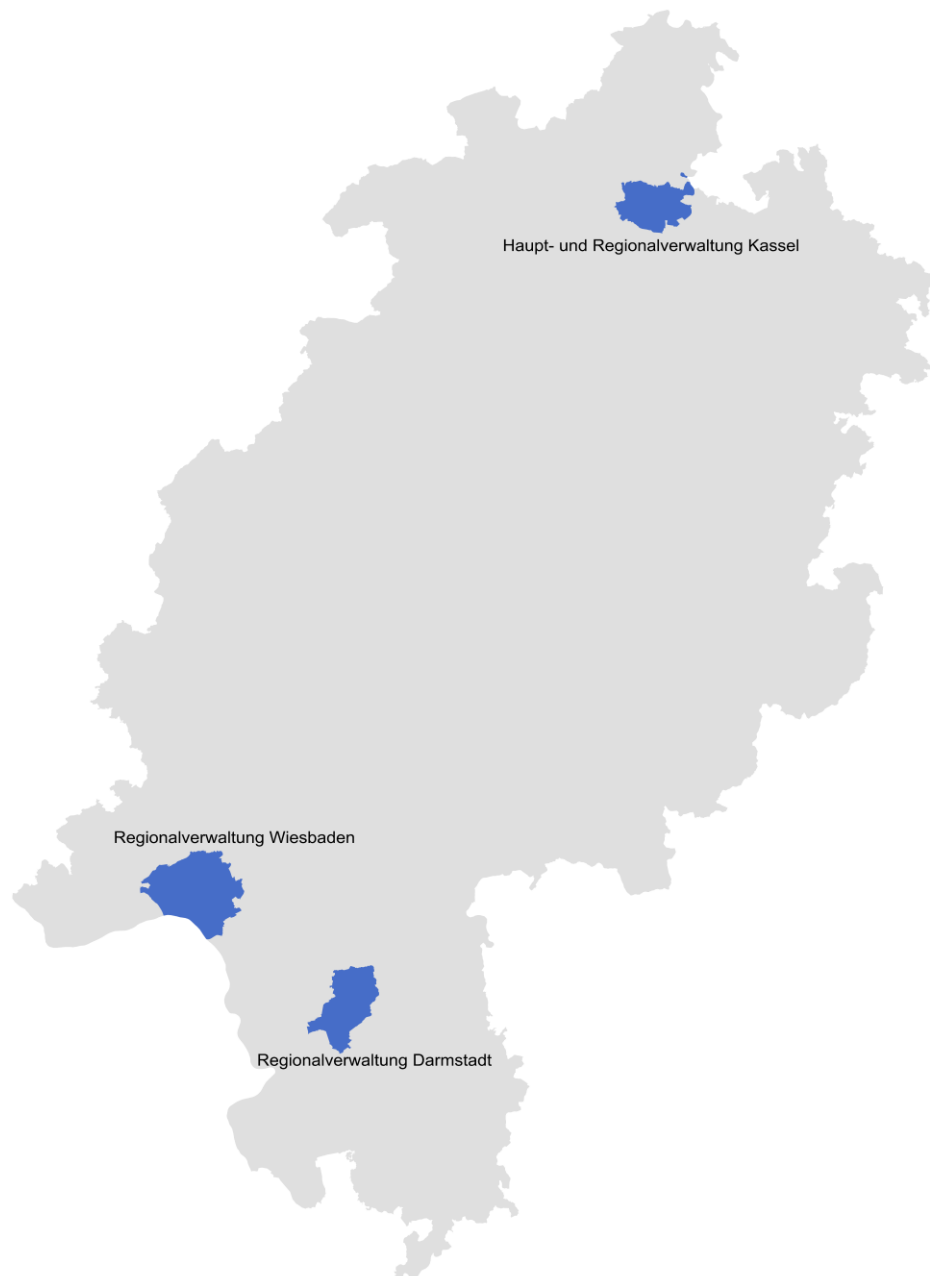 Haupt- und Regionalverwaltung Kassel
Regionalverwaltung Wiesbaden
Regionalverwaltung Darmstadt